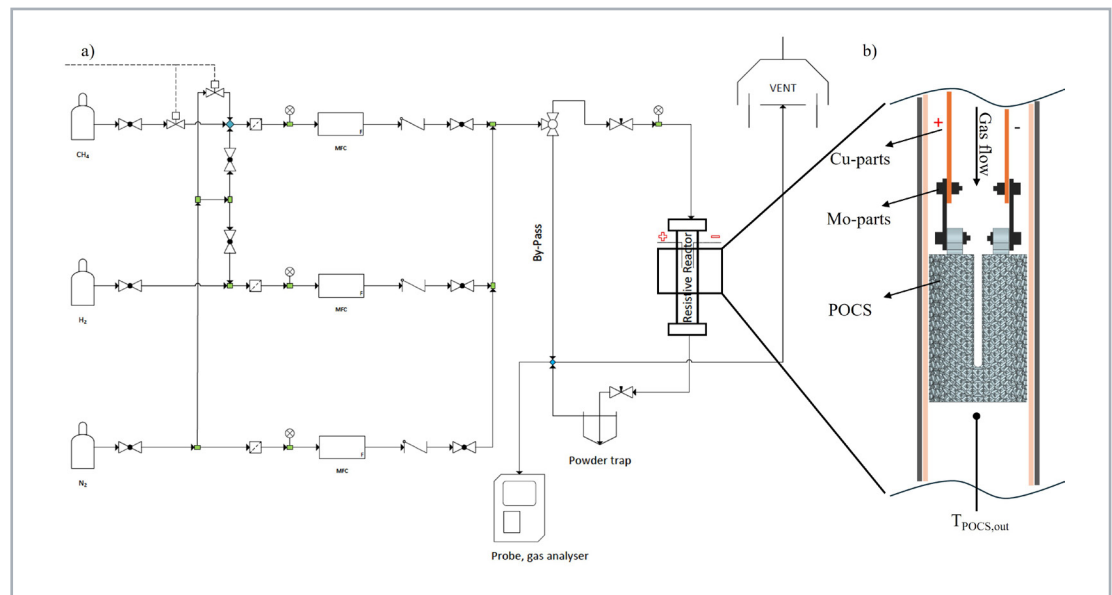 a)
b)
VENT
CH₄
F
MFC
+
-
Gas flow
Cu-parts
Mo-parts
By-Pass
+ −
Resistive Reactor
H₂
F
MFC
POCS
N₂
F
MFC
Powder trap
Probe, gas analyser
T_POCS,out